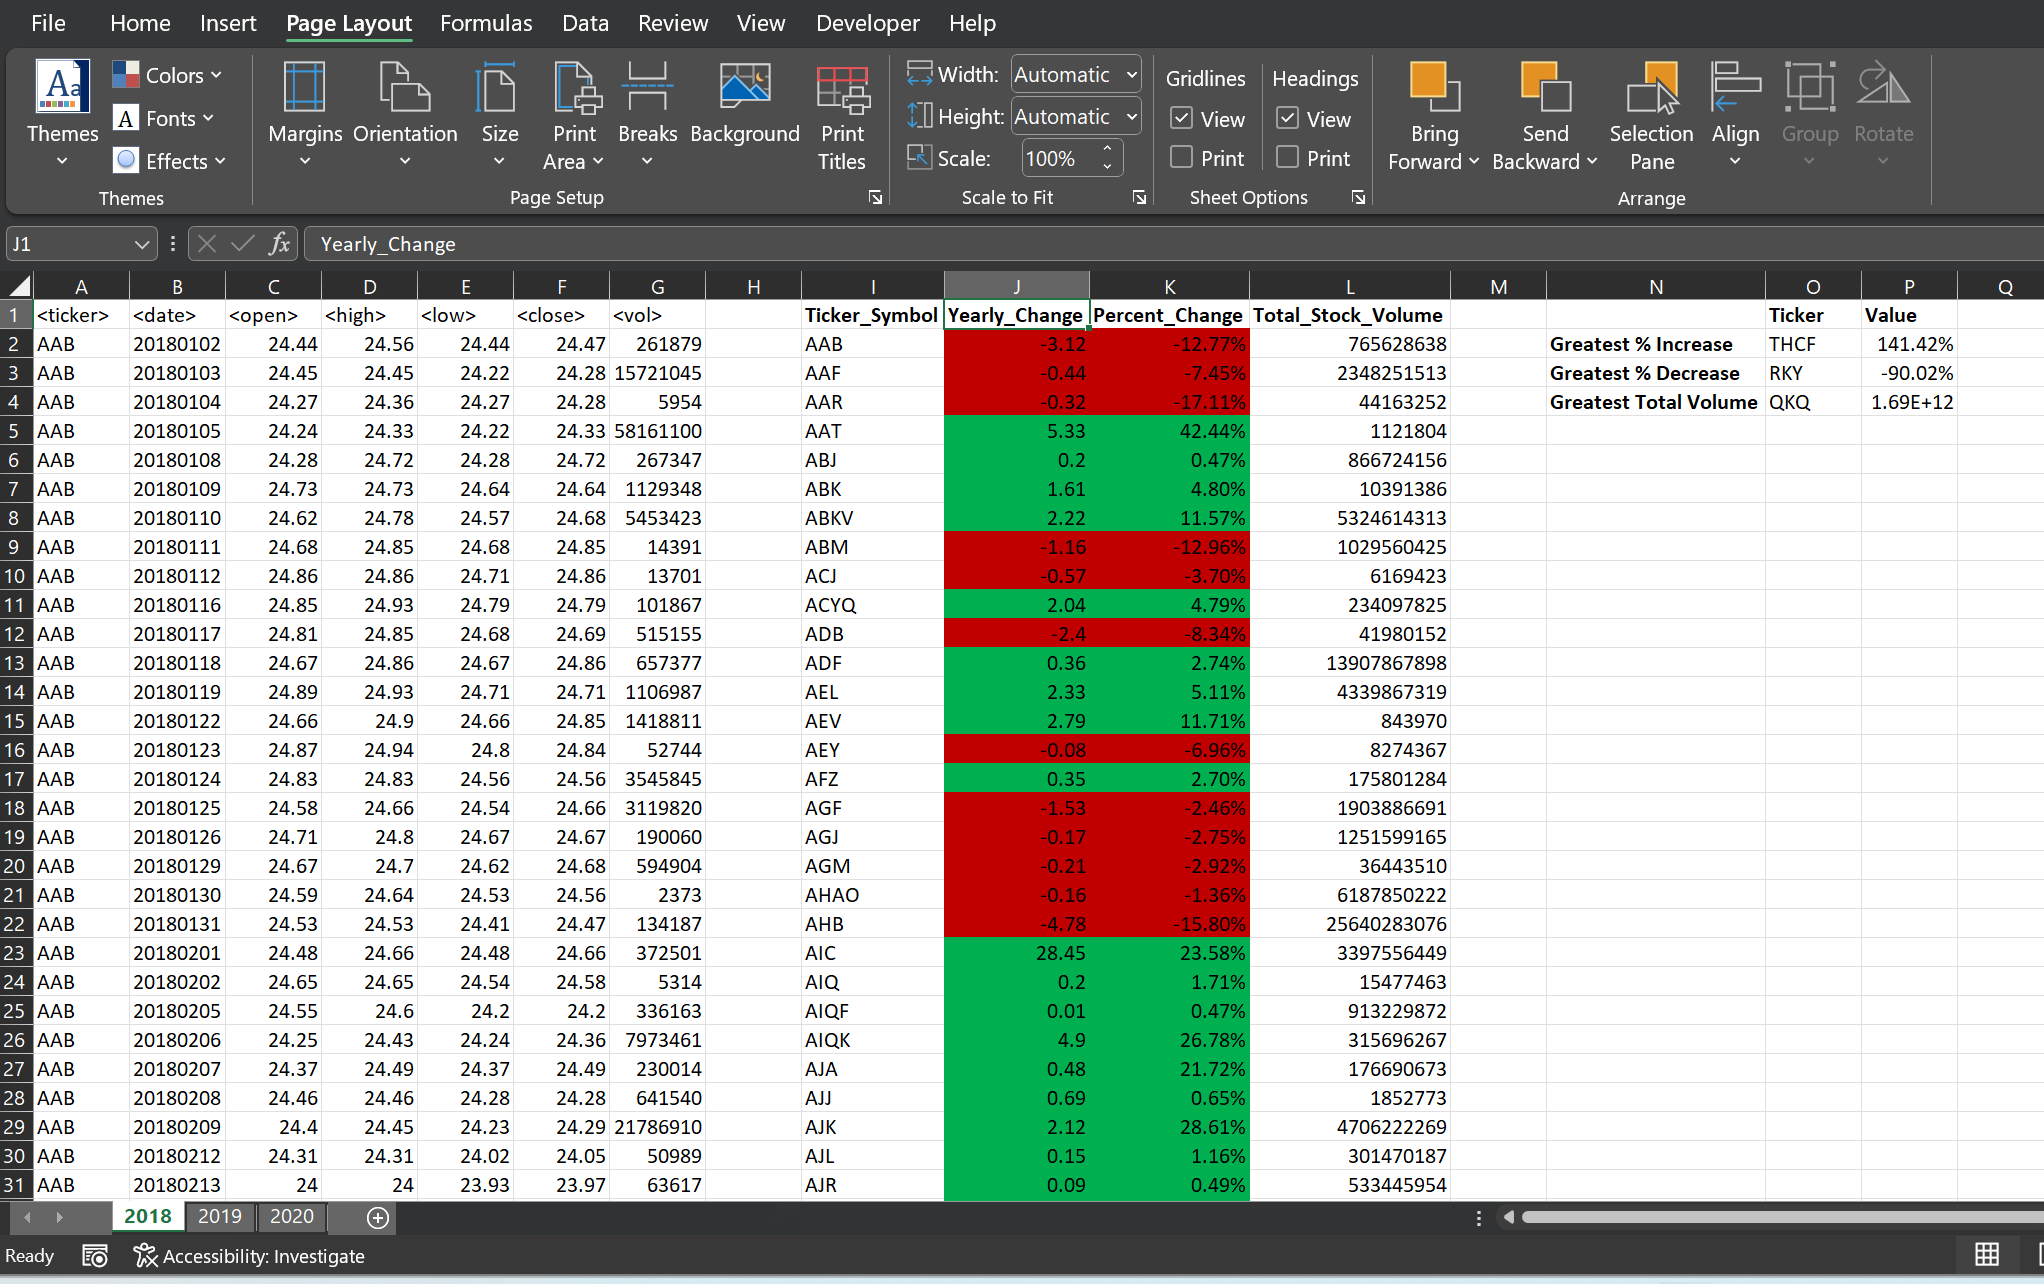 File Home Insert Page Layout Formulas Data Review View Developer Help
Themes
Colors
Fonts
Effects
Themes
Margins Orientation Size Print Area Breaks Background Print Titles
Page Setup
Width: Automatic
Height: Automatic
Scale: 100%
Scale to Fit
Gridlines Headings
View View
Print Print
Sheet Options
Bring Forward Send Backward Selection Pane Align Group Rotate
Arrange
J1 fx Yearly_Change
A B C D E F G H I J K L M N O P Q
1 <ticker> <date> <open> <high> <low> <close> <vol> Ticker_Symbol Yearly_Change Percent_Change Total_Stock_Volume Ticker Value
2 AAB 20180102 24.44 24.56 24.44 24.47 261879 AAB -3.12 -12.77% 765628638 Greatest % Increase THCF 141.42%
3 AAB 20180103 24.45 24.45 24.22 24.28 15721045 AAF -0.44 -7.45% 2348251513 Greatest % Decrease RKY -90.02%
4 AAB 20180104 24.27 24.36 24.27 24.28 5954 AAR -0.32 -17.11% 44163252 Greatest Total Volume QKQ 1.69E+12
5 AAB 20180105 24.24 24.33 24.22 24.33 58161100 AAT 5.33 42.44% 1121804
6 AAB 20180108 24.28 24.72 24.28 24.72 267347 ABJ 0.2 0.47% 866724156
7 AAB 20180109 24.73 24.73 24.64 24.64 1129348 ABK 1.61 4.80% 10391386
8 AAB 20180110 24.62 24.78 24.57 24.68 5453423 ABKV 2.22 11.57% 5324614313
9 AAB 20180111 24.68 24.85 24.68 24.85 14391 ABM -1.16 -12.96% 1029560425
10 AAB 20180112 24.86 24.86 24.71 24.86 13701 ACJ -0.57 -3.70% 6169423
11 AAB 20180116 24.85 24.93 24.79 24.79 101867 ACYQ 2.04 4.79% 234097825
12 AAB 20180117 24.81 24.85 24.68 24.69 515155 ADB -2.4 -8.34% 41980152
13 AAB 20180118 24.67 24.86 24.67 24.86 657377 ADF 0.36 2.74% 13907867898
14 AAB 20180119 24.89 24.93 24.71 24.71 1106987 AEL 2.33 5.11% 4339867319
15 AAB 20180122 24.66 24.9 24.66 24.85 1418811 AEV 2.79 11.71% 843970
16 AAB 20180123 24.87 24.94 24.8 24.84 52744 AEY -0.08 -6.96% 8274367
17 AAB 20180124 24.83 24.83 24.56 24.56 3545845 AFZ 0.35 2.70% 175801284
18 AAB 20180125 24.58 24.66 24.54 24.66 3119820 AGF -1.53 -2.46% 1903886691
19 AAB 20180126 24.71 24.8 24.67 24.67 190060 AGJ -0.17 -2.75% 1251599165
20 AAB 20180129 24.67 24.7 24.62 24.68 594904 AGM -0.21 -2.92% 36443510
21 AAB 20180130 24.59 24.64 24.53 24.56 2373 AHAO -0.16 -1.36% 6187850222
22 AAB 20180131 24.53 24.53 24.41 24.47 134187 AHB -4.78 -15.80% 25640283076
23 AAB 20180201 24.48 24.66 24.48 24.66 372501 AIC 28.45 23.58% 3397556449
24 AAB 20180202 24.65 24.65 24.54 24.58 5314 AIQ 0.2 1.71% 15477463
25 AAB 20180205 24.55 24.6 24.2 24.2 336163 AIQF 0.01 0.47% 913229872
26 AAB 20180206 24.25 24.43 24.24 24.36 7973461 AIQK 4.9 26.78% 315696267
27 AAB 20180207 24.37 24.49 24.37 24.49 230014 AJA 0.48 21.72% 176690673
28 AAB 20180208 24.46 24.46 24.28 24.28 641540 AJJ 0.69 0.65% 1852773
29 AAB 20180209 24.4 24.45 24.23 24.29 21786910 AJK 2.12 28.61% 4706222269
30 AAB 20180212 24.31 24.31 24.02 24.05 50989 AJL 0.15 1.16% 301470187
31 AAB 20180213 24 24 23.93 23.97 63617 AJR 0.09 0.49% 533445954
2018 2019 2020
Ready Accessibility: Investigate